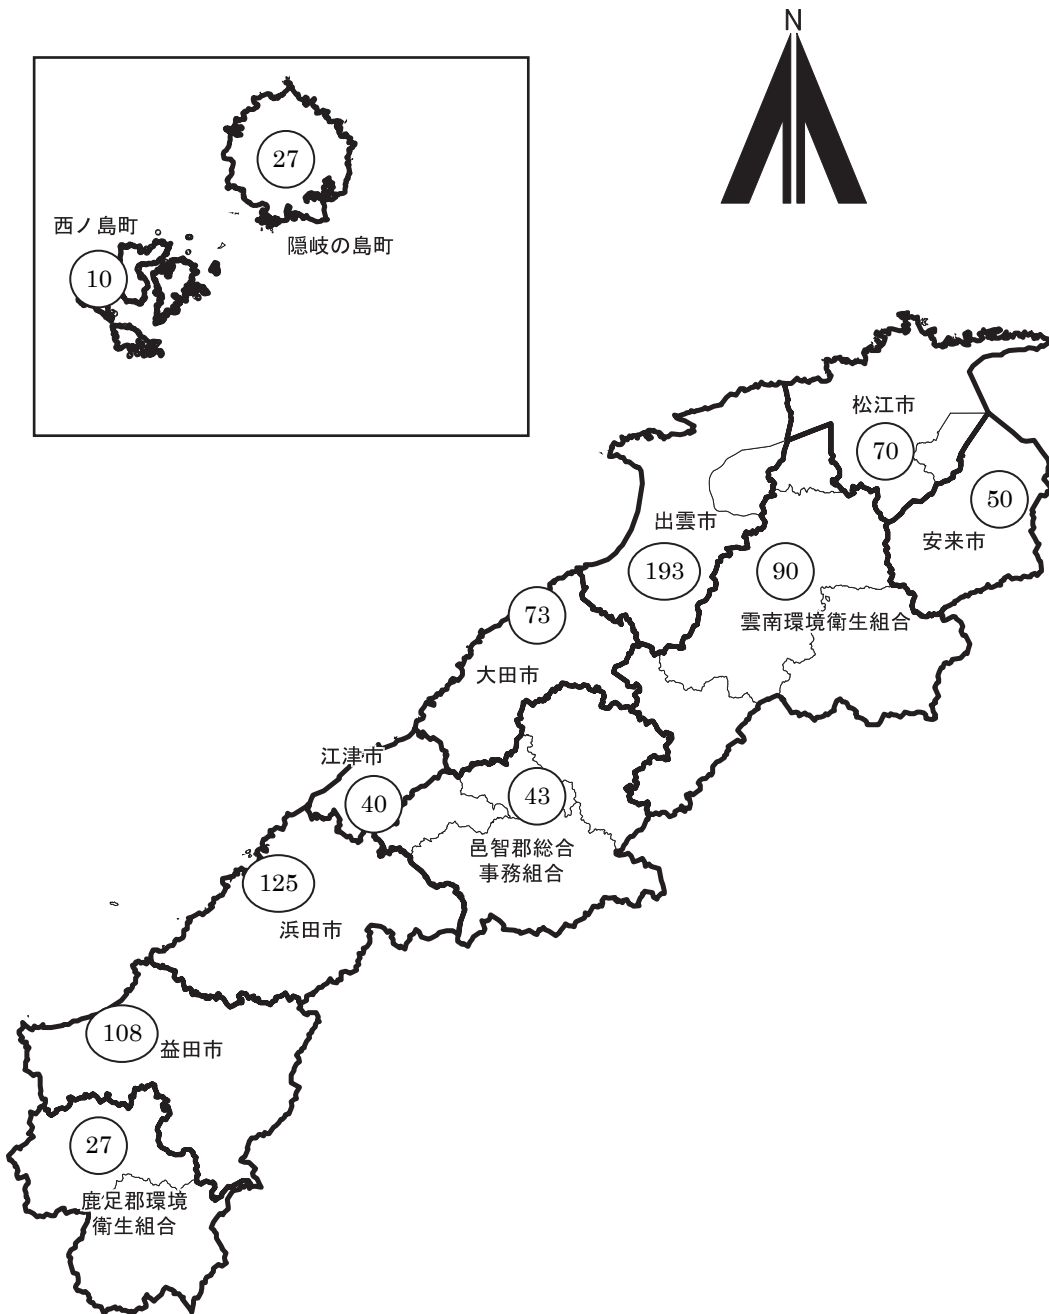 N
27
西ノ島町
隠岐の島町
10
松江市
70
50
出雲市
安来市
193
90
73
雲南環境衛生組合
大田市
江津市
40
43
邑智郡総合
事務組合
125
浜田市
108
益田市
27
鹿足郡環境
衛生組合